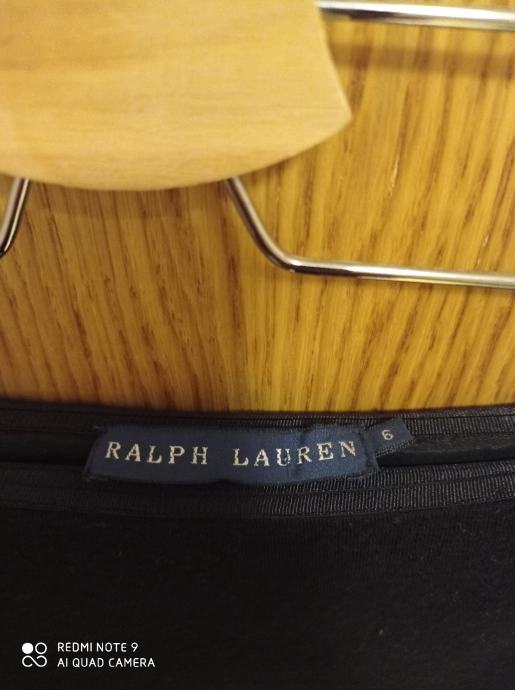 RALPH LAUREN
6
REDMI NOTE 9
AI QUAD CAMERA